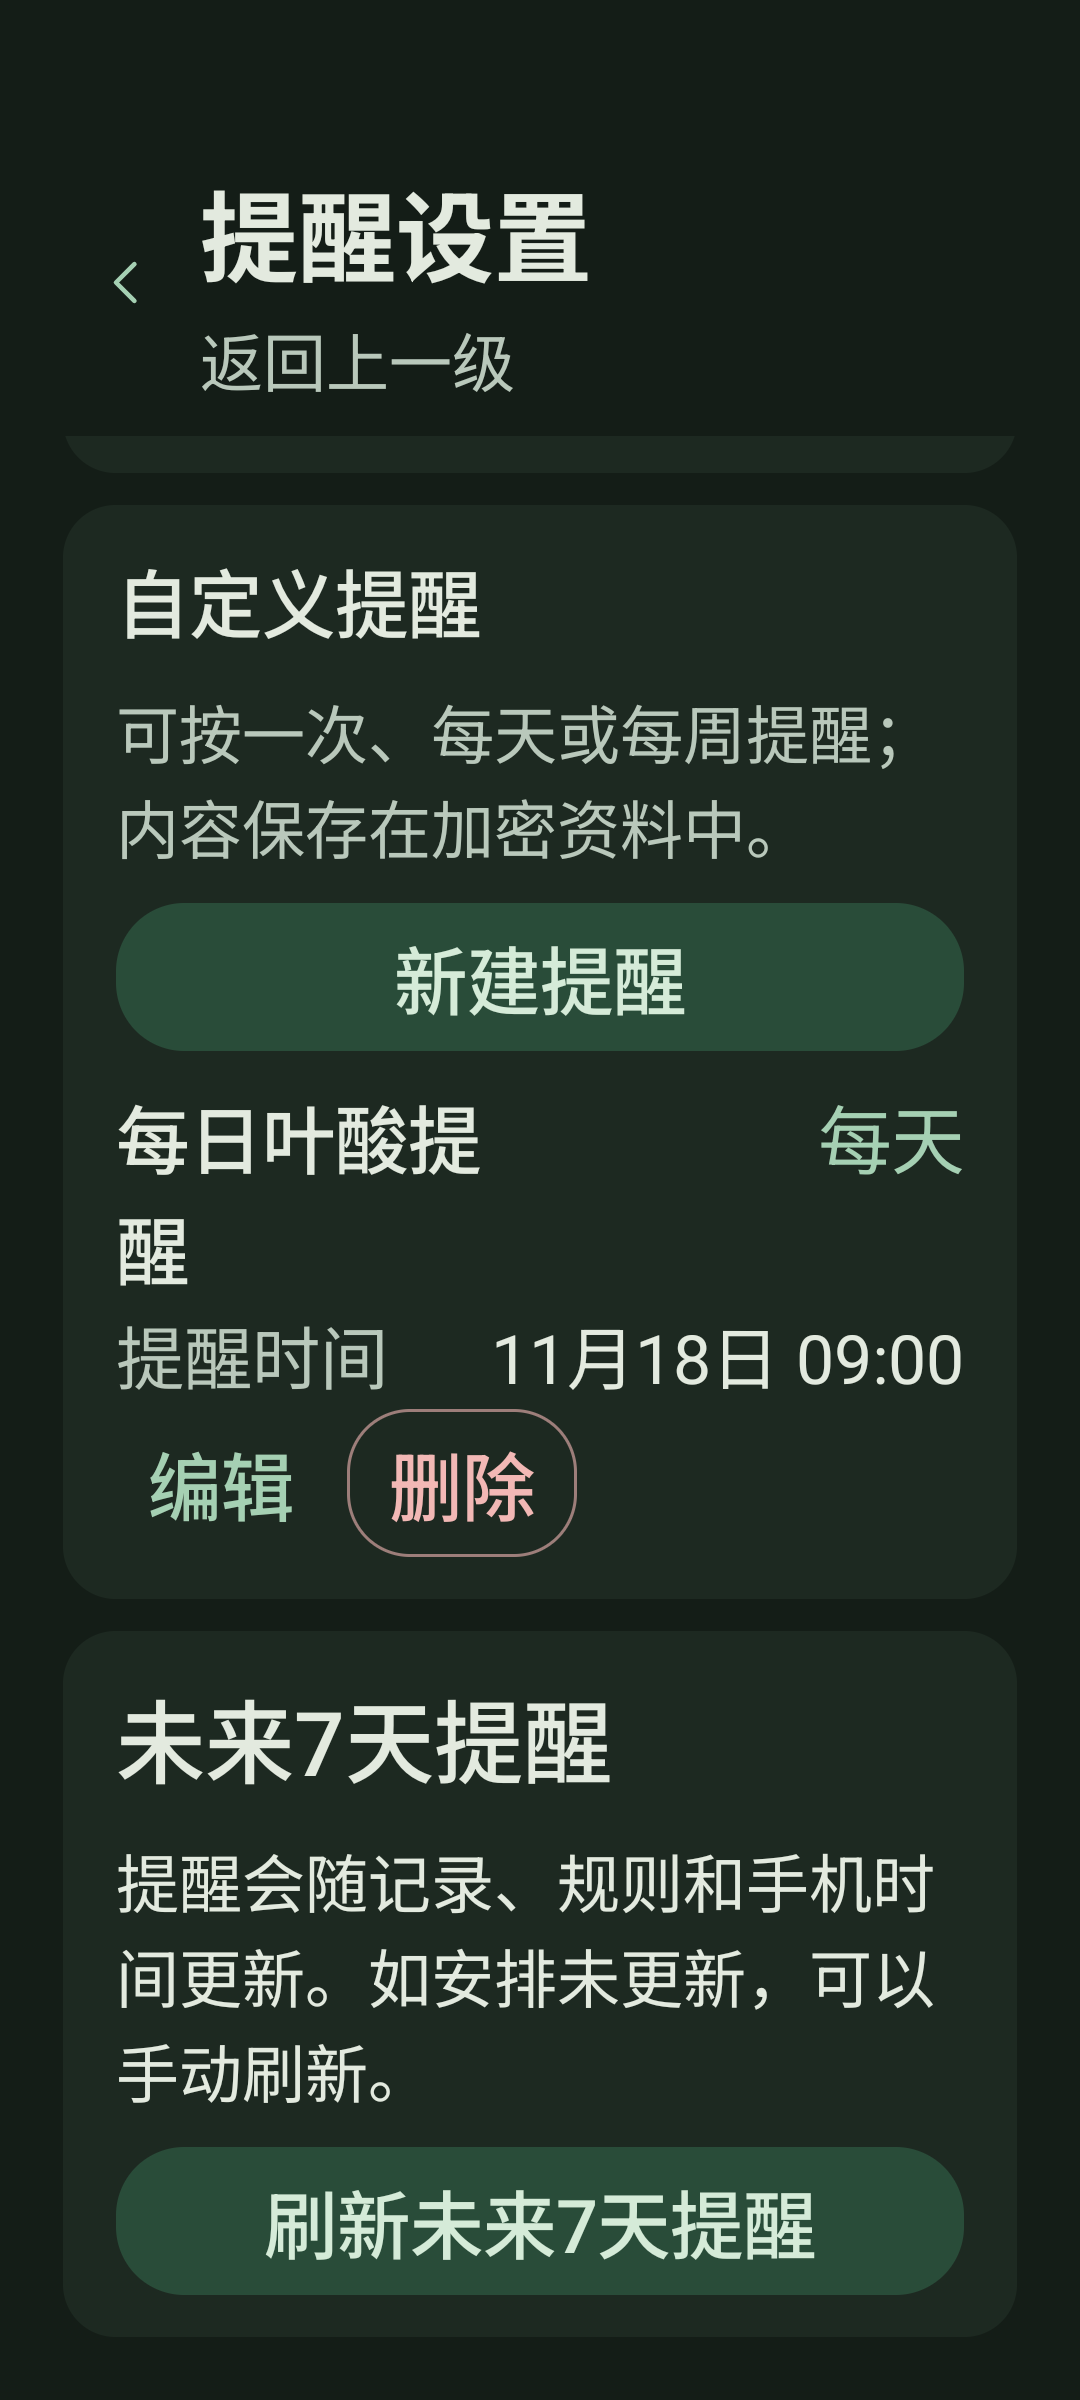 提醒设置
返回上一级
自定义提醒
可按一次、每天或每周提醒；
内容保存在加密资料中。
新建提醒
每日叶酸提
醒
每天
提醒时间 11月18日 09:00
编辑 删除
未来7天提醒
提醒会随记录、规则和手机时
间更新。如安排未更新，可以
手动刷新。
刷新未来7天提醒